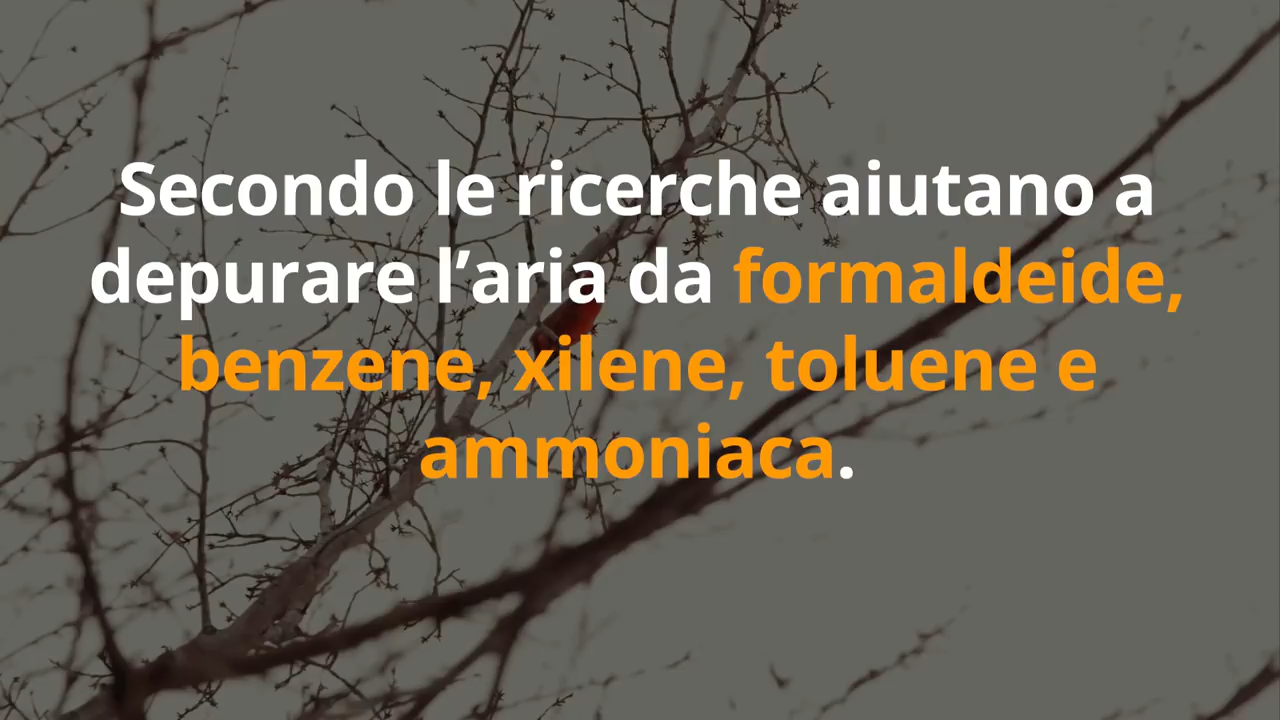 Secondo le ricerche aiutano a
depurare l’aria da formaldeide,
benzene, xilene, toluene e
ammoniaca.